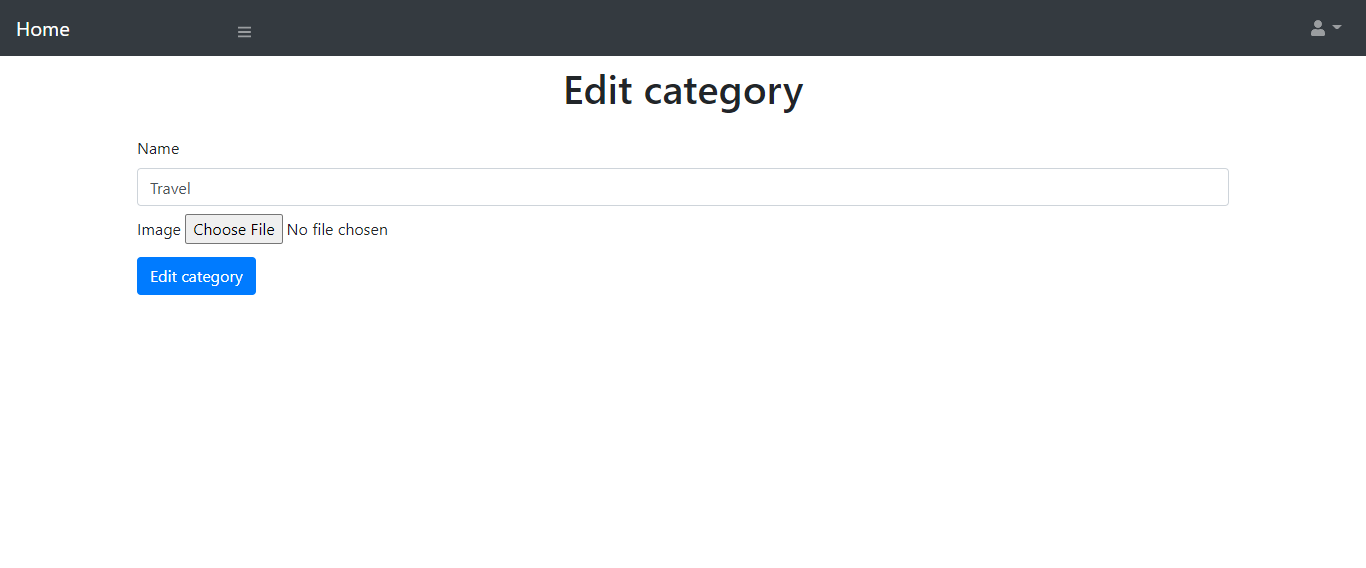 Home
Edit category
Name
Travel
Image Choose File No file chosen
Edit category